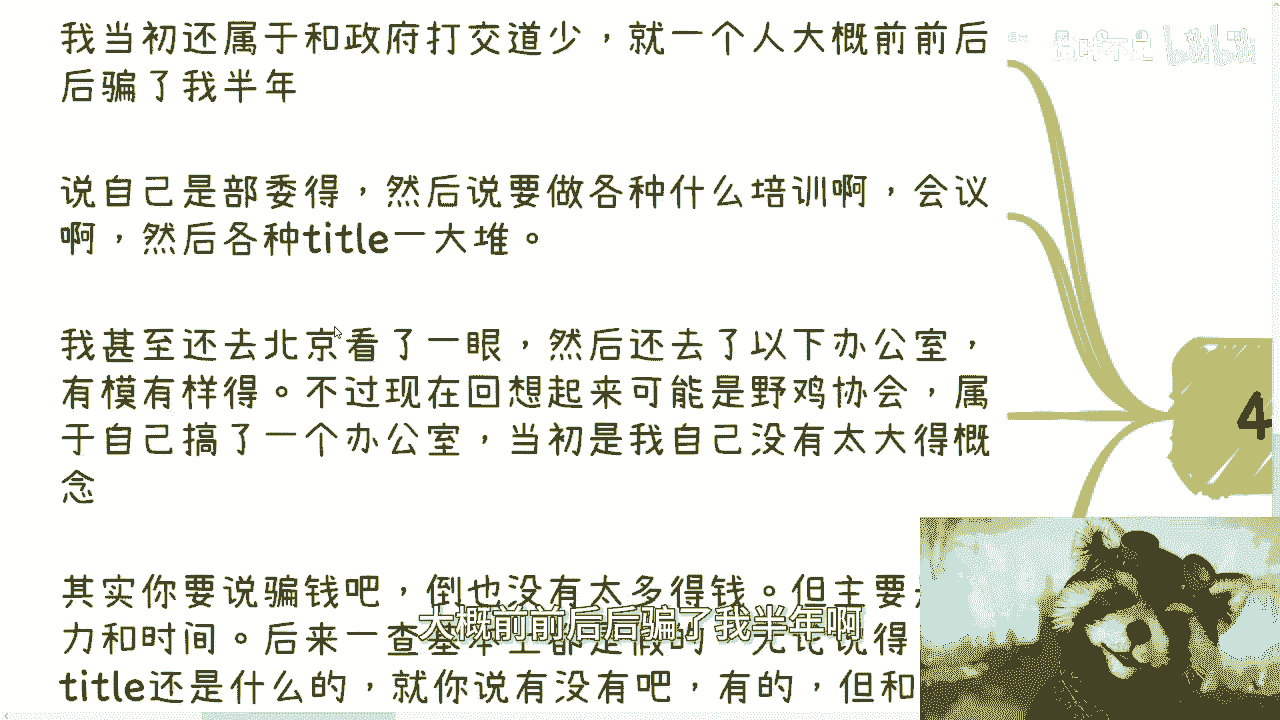 我当初还属于和政府打交道少，就一个人大概前前后
后骗了我半年
说自己是部委得，然后说要做各种什么培训啊，会议
啊，然后各种title一大堆。
我甚至还去北京看了一眼，然后还去了以下办公室，
有模有样得。不过现在回想起来可能是野鸡协会，属
于自己搞了一个办公室，当初是我自己没有太大得概
念
其实你要说骗钱吧，倒也没有太多得钱。但主要
力和时间。后来一查基本上都是假的，无论说得
title还是什么的，就你说有没有吧，有的，但和
大概前前后后骗了我半年啊
4
bilibili